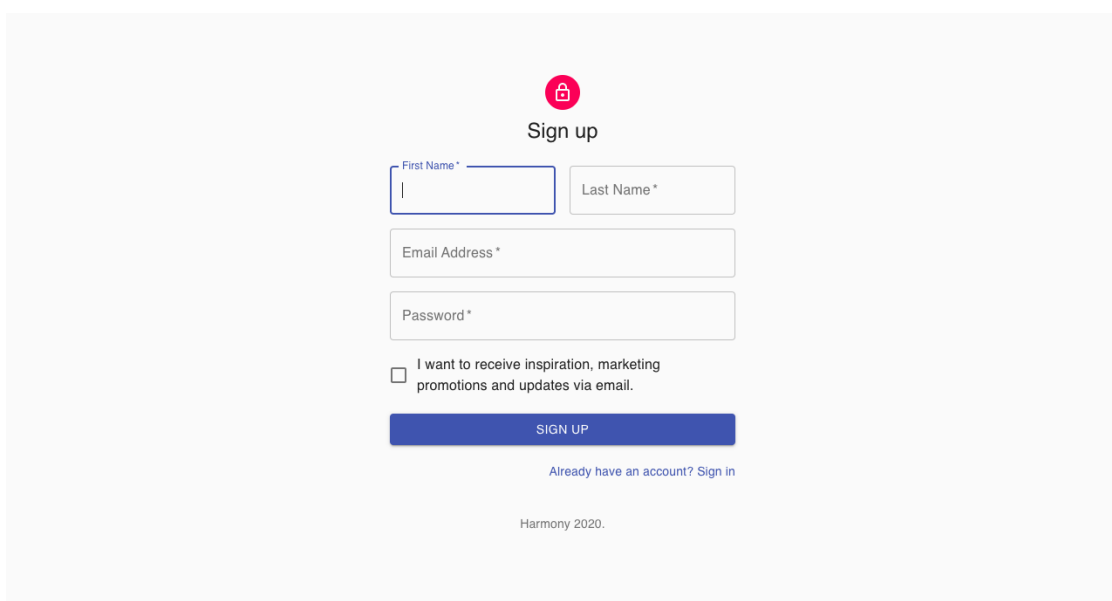 Sign up
First Name *
Last Name *
Email Address *
Password *
I want to receive inspiration, marketing
promotions and updates via email.
SIGN UP
Already have an account? Sign in
Harmony 2020.